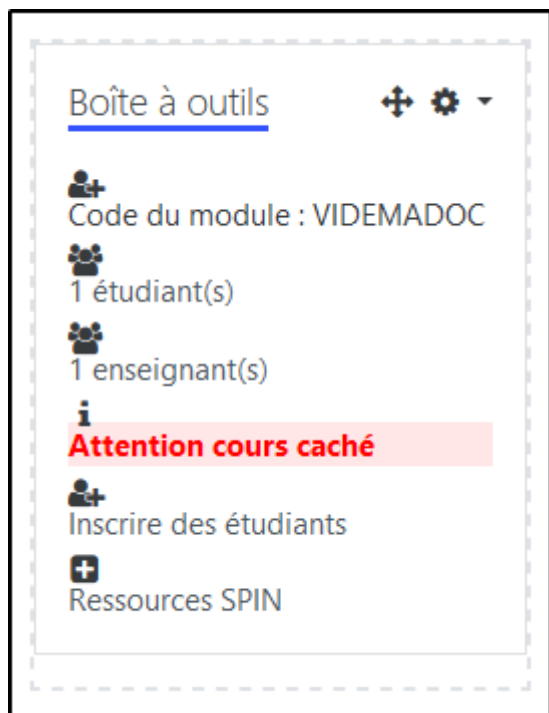 Boîte à outils
Code du module : VIDEMADOC
1 étudiant(s)
1 enseignant(s)
Attention cours caché
Inscrire des étudiants
Ressources SPIN